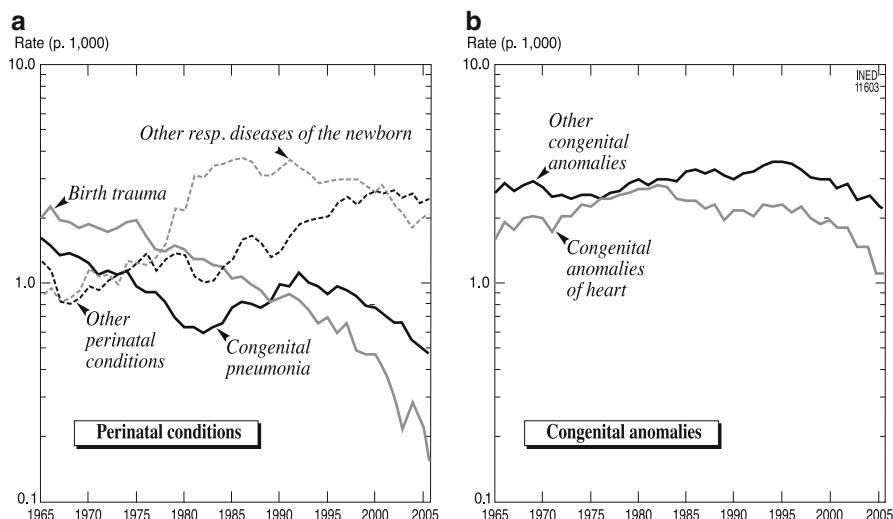 a
Rate (p. 1,000)
10.0
1.0
0.1
Other resp. diseases of the newborn
Birth trauma
Other
perinatal
conditions
Congenital
pneumonia
Perinatal conditions
1965 1970 1975 1980 1985 1990 1995 2000 2005
b
Rate (p. 1,000)
10.0
1.0
0.1
INED
11603
Other
congenital
anomalies
Congenital
anomalies
of heart
Congenital anomalies
1965 1970 1975 1980 1985 1990 1995 2000 2005